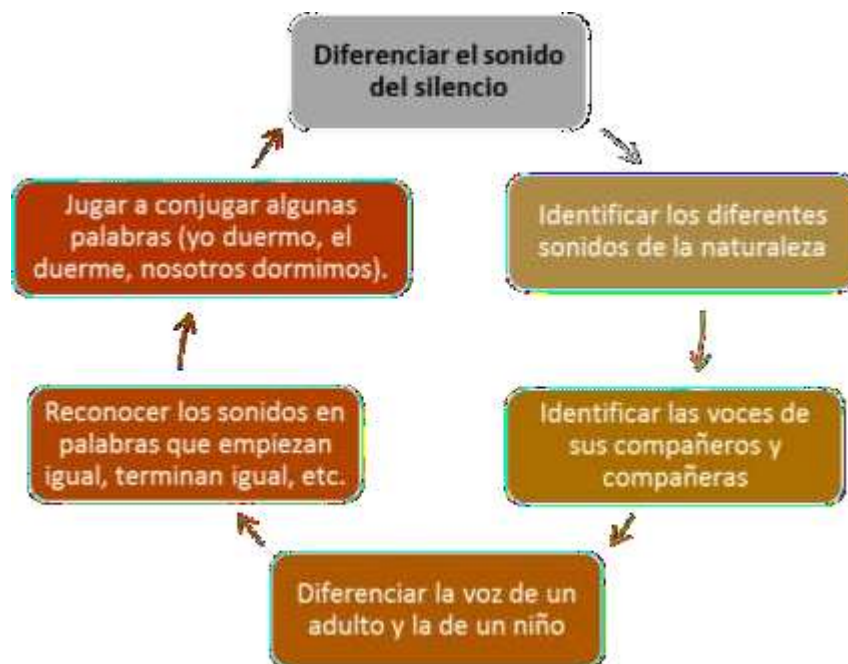 Diferenciar el sonido
del silencio
Identificar los diferentes
sonidos de la naturaleza
Identificar las voces de
sus compañeros y
compañeras
Diferenciar la voz de un
adulto y la de un niño
Reconocer los sonidos en
palabras que empiezan
igual, terminan igual, etc.
Jugar a conjugar algunas
palabras (yo duermo, el
duerme, nosotros dormimos).